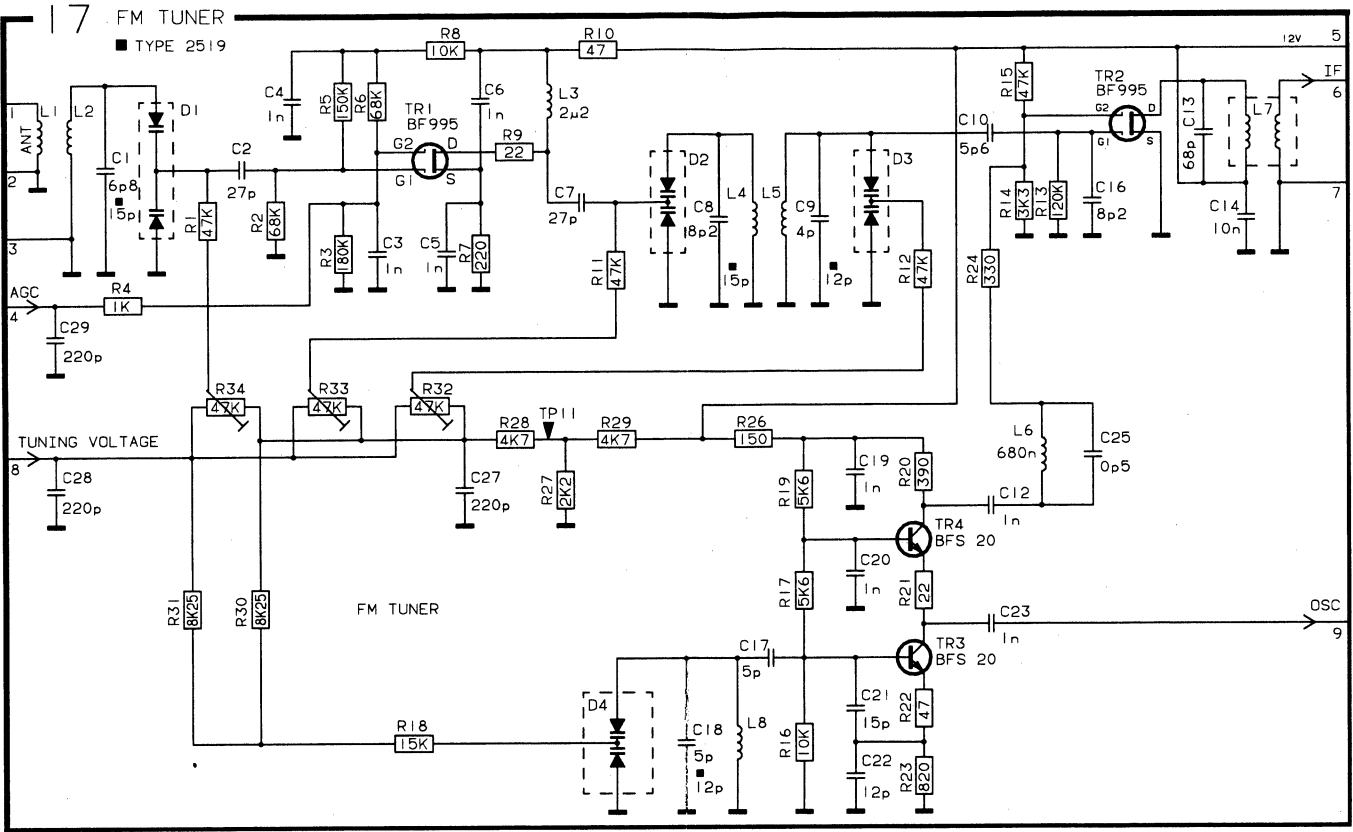 17 FM TUNER
■ TYPE 2519
R8
10K
R10
47
12V 5
IF
6
7
1
L1
ANT
2
L2
C1
6p8
■
15p
D1
3
C2
27p
R1
47K
R2
68K
C4
1n
R5
150K
R6
68K
TR1
BF995
G2
G1
D
S
C6
1n
R9
22
L3
2µ2
R3
180K
C3
1n
C5
1n
R7
220
C7
27p
R11
47K
D2
C8
8p2
■
15p
L4
L5
C9
4p
■
12p
D3
R12
47K
C10
5p6
R15
47K
TR2
BF995
G2
G1
D
S
R14
3K3
R13
120K
C16
8p2
C13
68p
L7
C14
10n
R24
330
AGC
4
R4
1K
C29
220p
R34
47K
R33
47K
R32
47K
TUNING VOLTAGE
8
C28
220p
C27
220p
R28
4K7
TP11
R27
2K2
R29
4K7
R26
150
R19
5K6
C19
1n
R20
390
L6
680n
C25
0p5
C12
1n
TR4
BFS 20
C20
1n
R17
5K6
R21
22
C23
1n
OSC
9
TR3
BFS 20
R31
8K25
R30
8K25
FM TUNER
C17
5p
R18
15K
D4
C18
5p
■
12p
L8
R16
10K
C21
15p
R22
47
C22
12p
R23
820